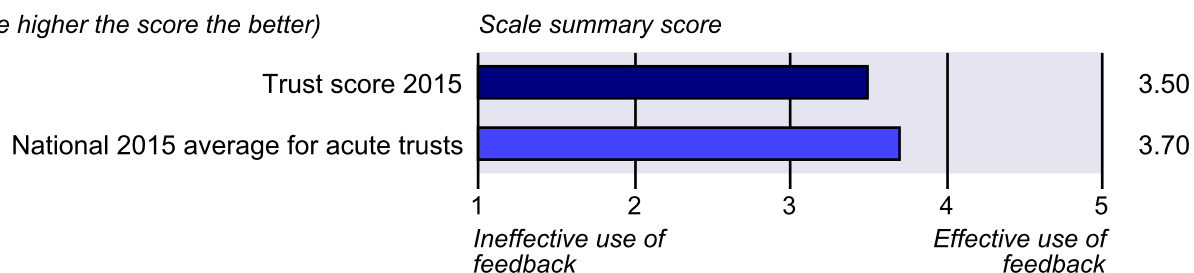 e higher the score the better)
Scale summary score
Trust score 2015
3.50
National 2015 average for acute trusts
3.70
1 2 3 4 5
Ineffective use of feedback
Effective use of feedback